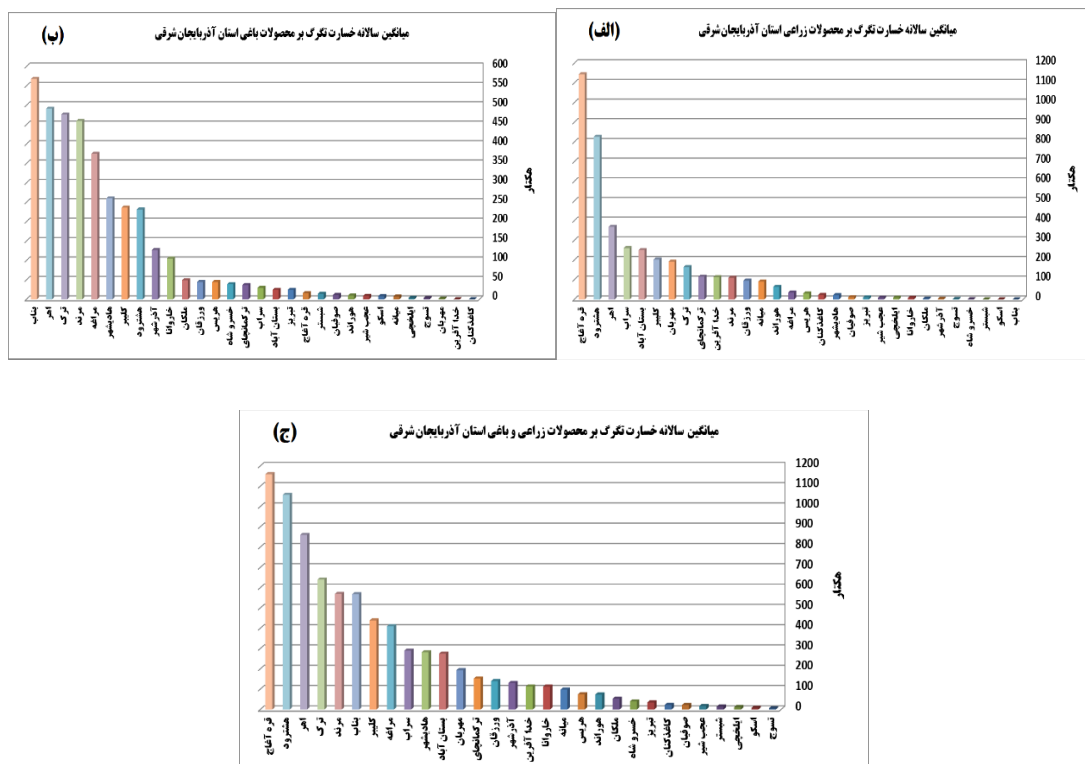 (الف)
میانگین سالانه خسارت تگرگ بر محصولات زراعی استان آذربایجان شرقی
1200
1100
1000
900
800
700
600
500
400
300
200
100
0
هکتار
قره آغاج
هشترود
اهر
سراب
بستان آباد
کلیبر
مهربان
ترک
ترکمانچای
خدا آفرین
مرند
ورزقان
میانه
هوراند
مراغه
هریس
کاغذکنان
هادیشهر
صوفیان
تبریز
عجب شیر
ایلخچی
خاروانا
ملکان
آذرشهر
تسوج
خسرو شاه
شبستر
اسکو
بناب
(ب)
میانگین سالانه خسارت تگرگ بر محصولات باغی استان آذربایجان شرقی
600
550
500
450
400
350
300
250
200
150
100
50
0
هکتار
بناب
اهر
ترک
مرند
مراغه
هادیشهر
کلیبر
هشترود
آذرشهر
خاروانا
ملکان
ورزقان
هریس
خسرو شاه
ترکمانچای
سراب
بستان آباد
تبریز
قره آغاج
شبستر
صوفیان
هوراند
عجب شیر
اسکو
میانه
ایلخچی
تسوج
مهربان
خدا آفرین
کاغذکنان
(ج)
میانگین سالانه خسارت تگرگ بر محصولات زراعی و باغی استان آذربایجان شرقی
1200
1100
1000
900
800
700
600
500
400
300
200
100
0
هکتار
قره آغاج
هشترود
اهر
ترک
مرند
بناب
کلیبر
مراغه
سراب
هادیشهر
بستان آباد
مهربان
ترکمانچای
ورزقان
آذرشهر
خدا آفرین
خاروانا
میانه
هریس
هوراند
ملکان
خسرو شاه
تبریز
کاغذکنان
صوفیان
عجب شیر
شبستر
ایلخچی
اسکو
تسوج